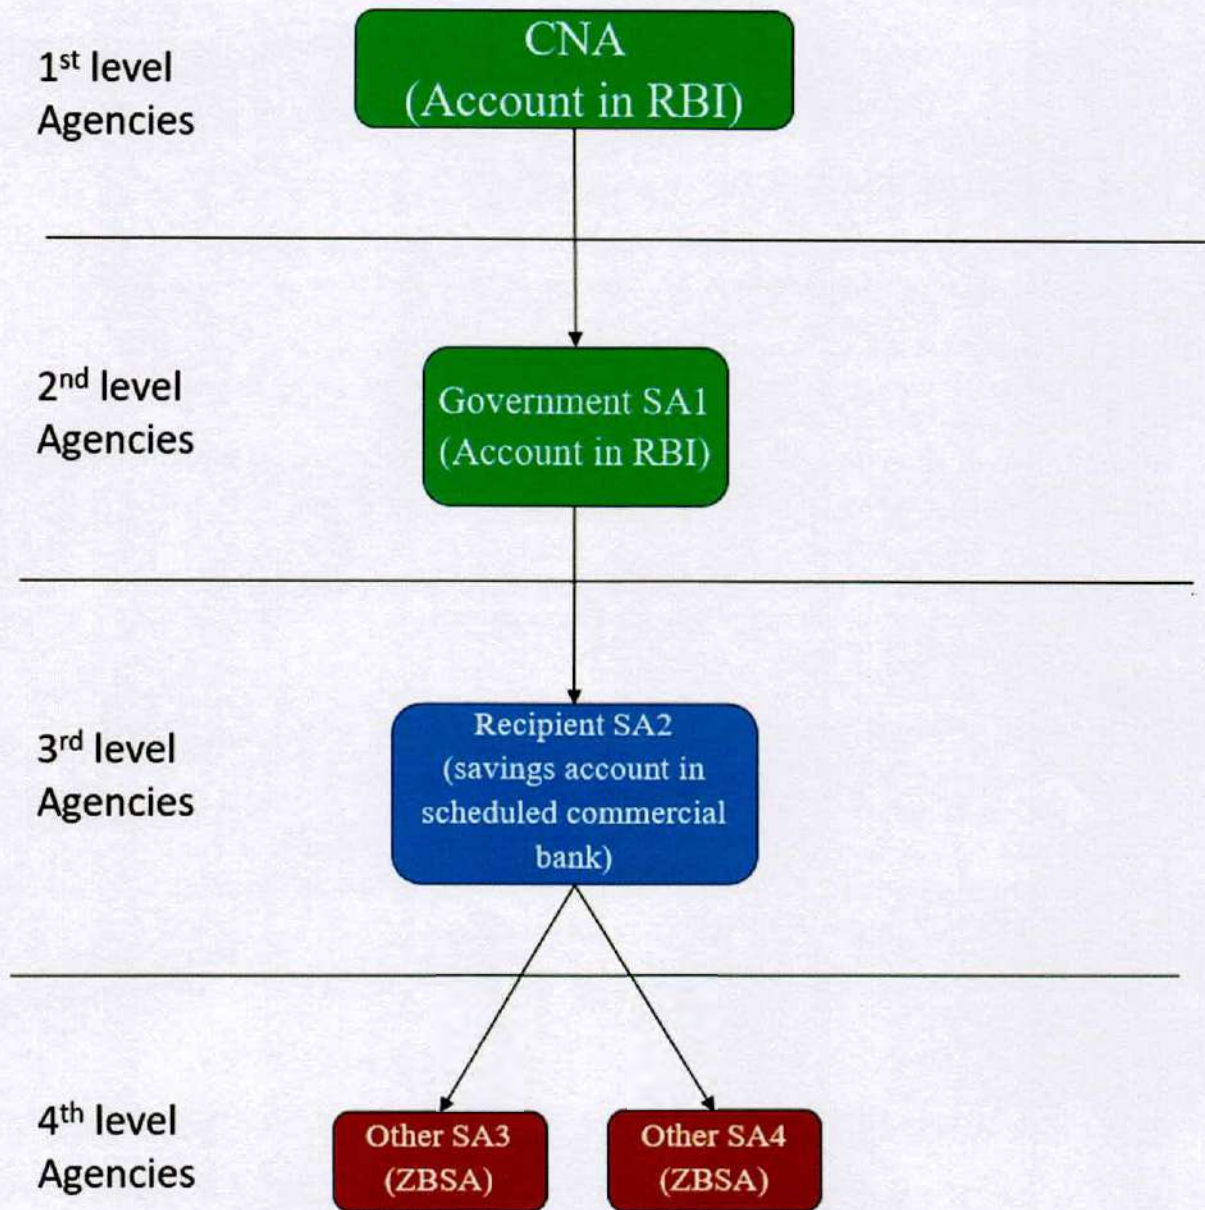 1st level
Agencies
CNA
(Account in RBI)
2nd level
Agencies
Government SA1
(Account in RBI)
3rd level
Agencies
Recipient SA2
(savings account in
scheduled commercial
bank)
4th level
Agencies
Other SA3
(ZBSA)
Other SA4
(ZBSA)